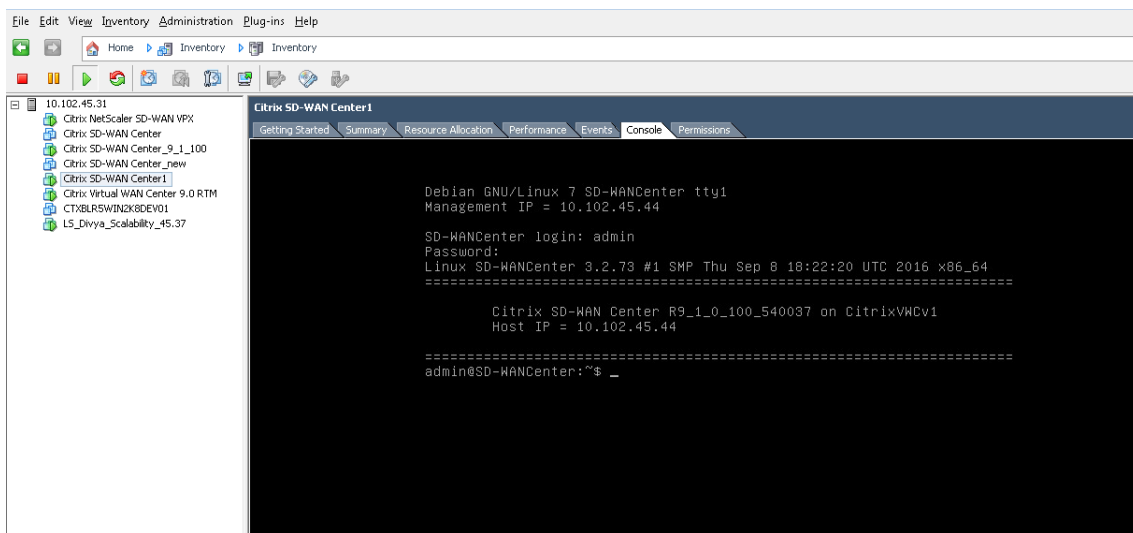 File Edit View Inventory Administration Plug-ins Help
Home Inventory Inventory
10.102.45.31
Citrix NetScaler SD-WAN VPX
Citrix SD-WAN Center
Citrix SD-WAN Center_9_1_100
Citrix SD-WAN Center_new
Citrix SD-WAN Center1
Citrix Virtual WAN Center 9.0 RTM
CTXBLR5WIN2K8DEV01
LS_Divya_Scalability_45.37
Citrix SD-WAN Center1
Getting Started Summary Resource Allocation Performance Events Console Permissions
Debian GNU/Linux 7 SD-WANCenter tty1
Management IP = 10.102.45.44
SD-WANCenter login: admin
Password:
Linux SD-WANCenter 3.2.73 #1 SMP Thu Sep 8 18:22:20 UTC 2016 x86_64
======================================================================
Citrix SD-WAN Center R9_1_0_100_540037 on CitrixVWCv1
Host IP = 10.102.45.44
======================================================================
admin@SD-WANCenter:~$ _